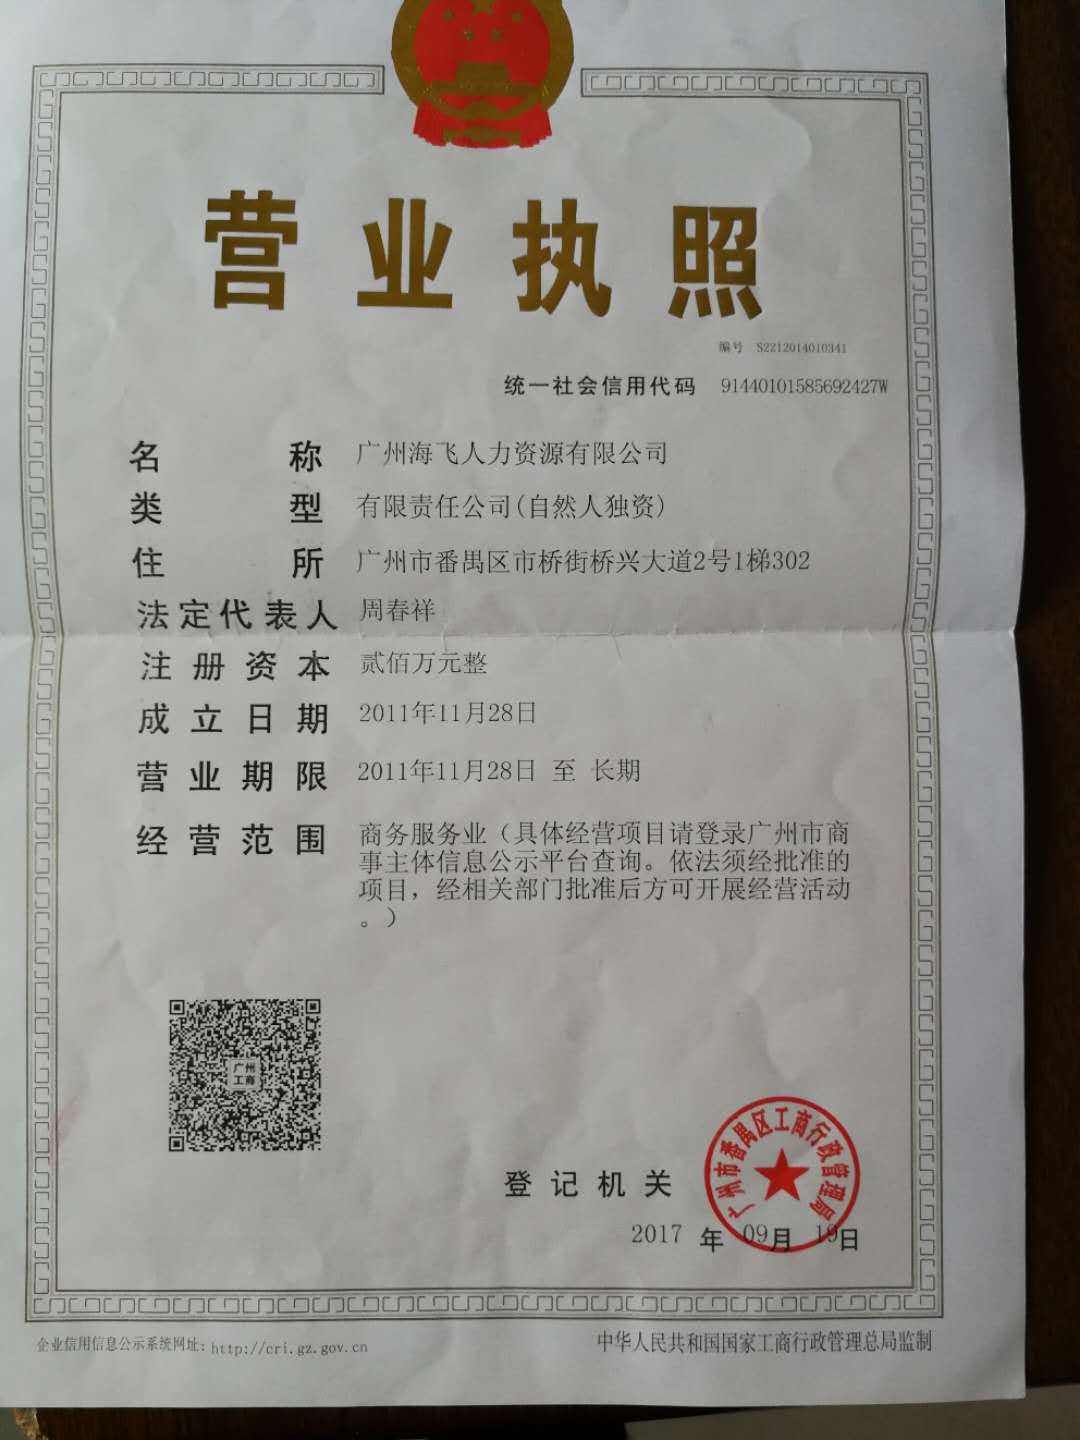 营业执照
编号 S2212014010341
统一社会信用代码 91440101585692427W
名称 广州海飞人力资源有限公司
类型 有限责任公司(自然人独资)
住所 广州市番禺区市桥街桥兴大道2号1梯302
法定代表人 周春祥
注册资本 贰佰万元整
成立日期 2011年11月28日
营业期限 2011年11月28日 至 长期
经营范围 商务服务业（具体经营项目请登录广州市商
事主体信息公示平台查询。依法须经批准的
项目，经相关部门批准后方可开展经营活动
。）
广州
工商
广州市番禺区工商行政管理局
登记机关
2017 年 09月 19日
企业信用信息公示系统网址：http://cri.gz.gov.cn
中华人民共和国国家工商行政管理总局监制